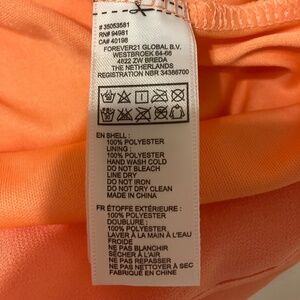 # 35053581
RN# 94981
CA# 40198
FOREVER21 GLOBAL B.V.
WESTBROEK 64-66
4822 ZW BREDA
THE NETHERLANDS
REGISTRATION NBR 34386700
EN SHELL :
100% POLYESTER
LINING :
100% POLYESTER
HAND WASH COLD
DO NOT BLEACH
LINE DRY
DO NOT IRON
DO NOT DRY CLEAN
MADE IN CHINA
FR ÉTOFFE EXTÉRIEURE :
100% POLYESTER
DOUBLURE :
100% POLYESTER
LAVER À LA MAIN À L'EAU
FROIDE
NE PAS BLANCHIR
SÉCHER À L'AIR
NE PAS REPASSER
NE PAS NETTOYER À SEC
FABRIQUÉ EN CHINE